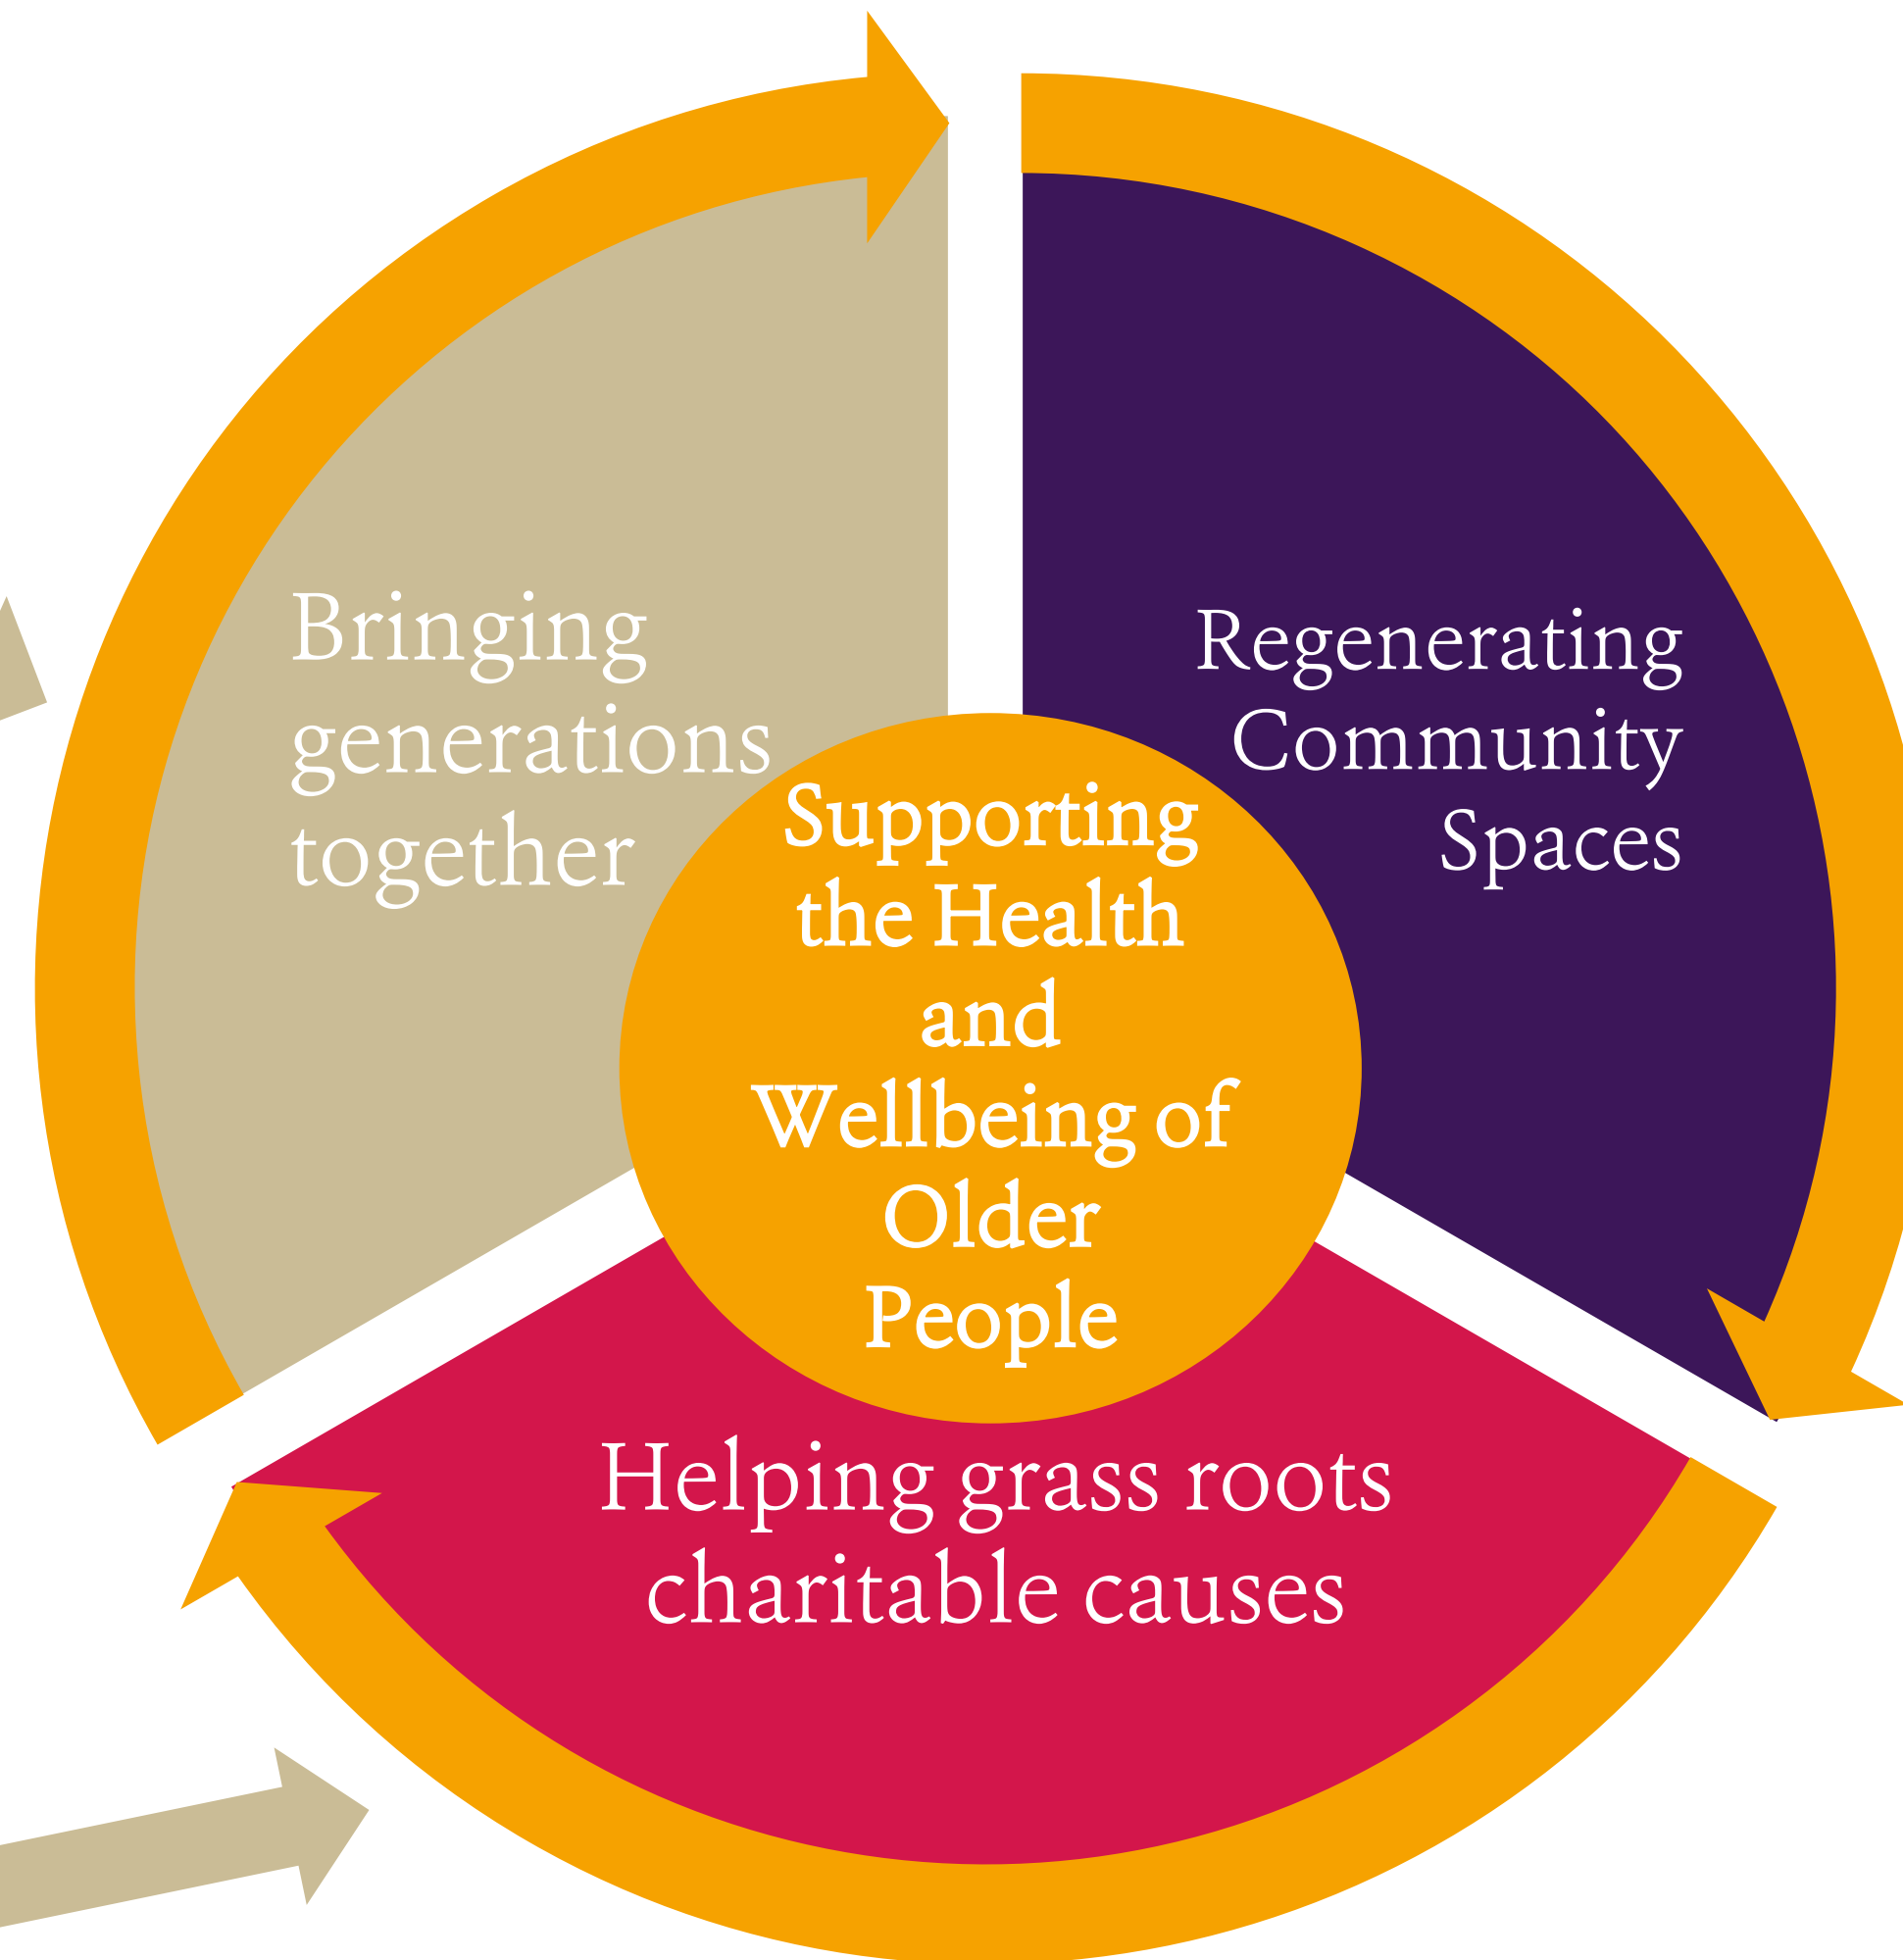 Bringing
generations
together
Regenerating
Community
Spaces
Supporting
the Health
and
Wellbeing of
Older
People
Helping grass roots
charitable causes